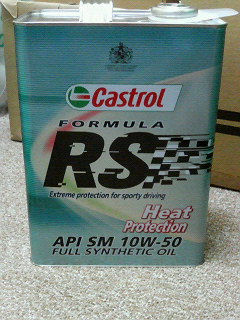 Castrol
FORMULA
RS
Extreme protection for sporty driving
Heat
Protection
API SM 10W-50
FULL SYNTHETIC OIL